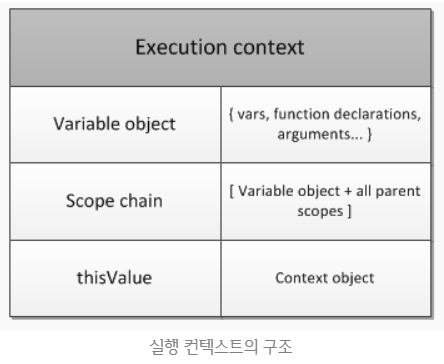 Execution context
Variable object
{ vars, function declarations,
arguments... }
Scope chain
[ Variable object + all parent
scopes ]
thisValue
Context object
실행 컨텍스트의 구조